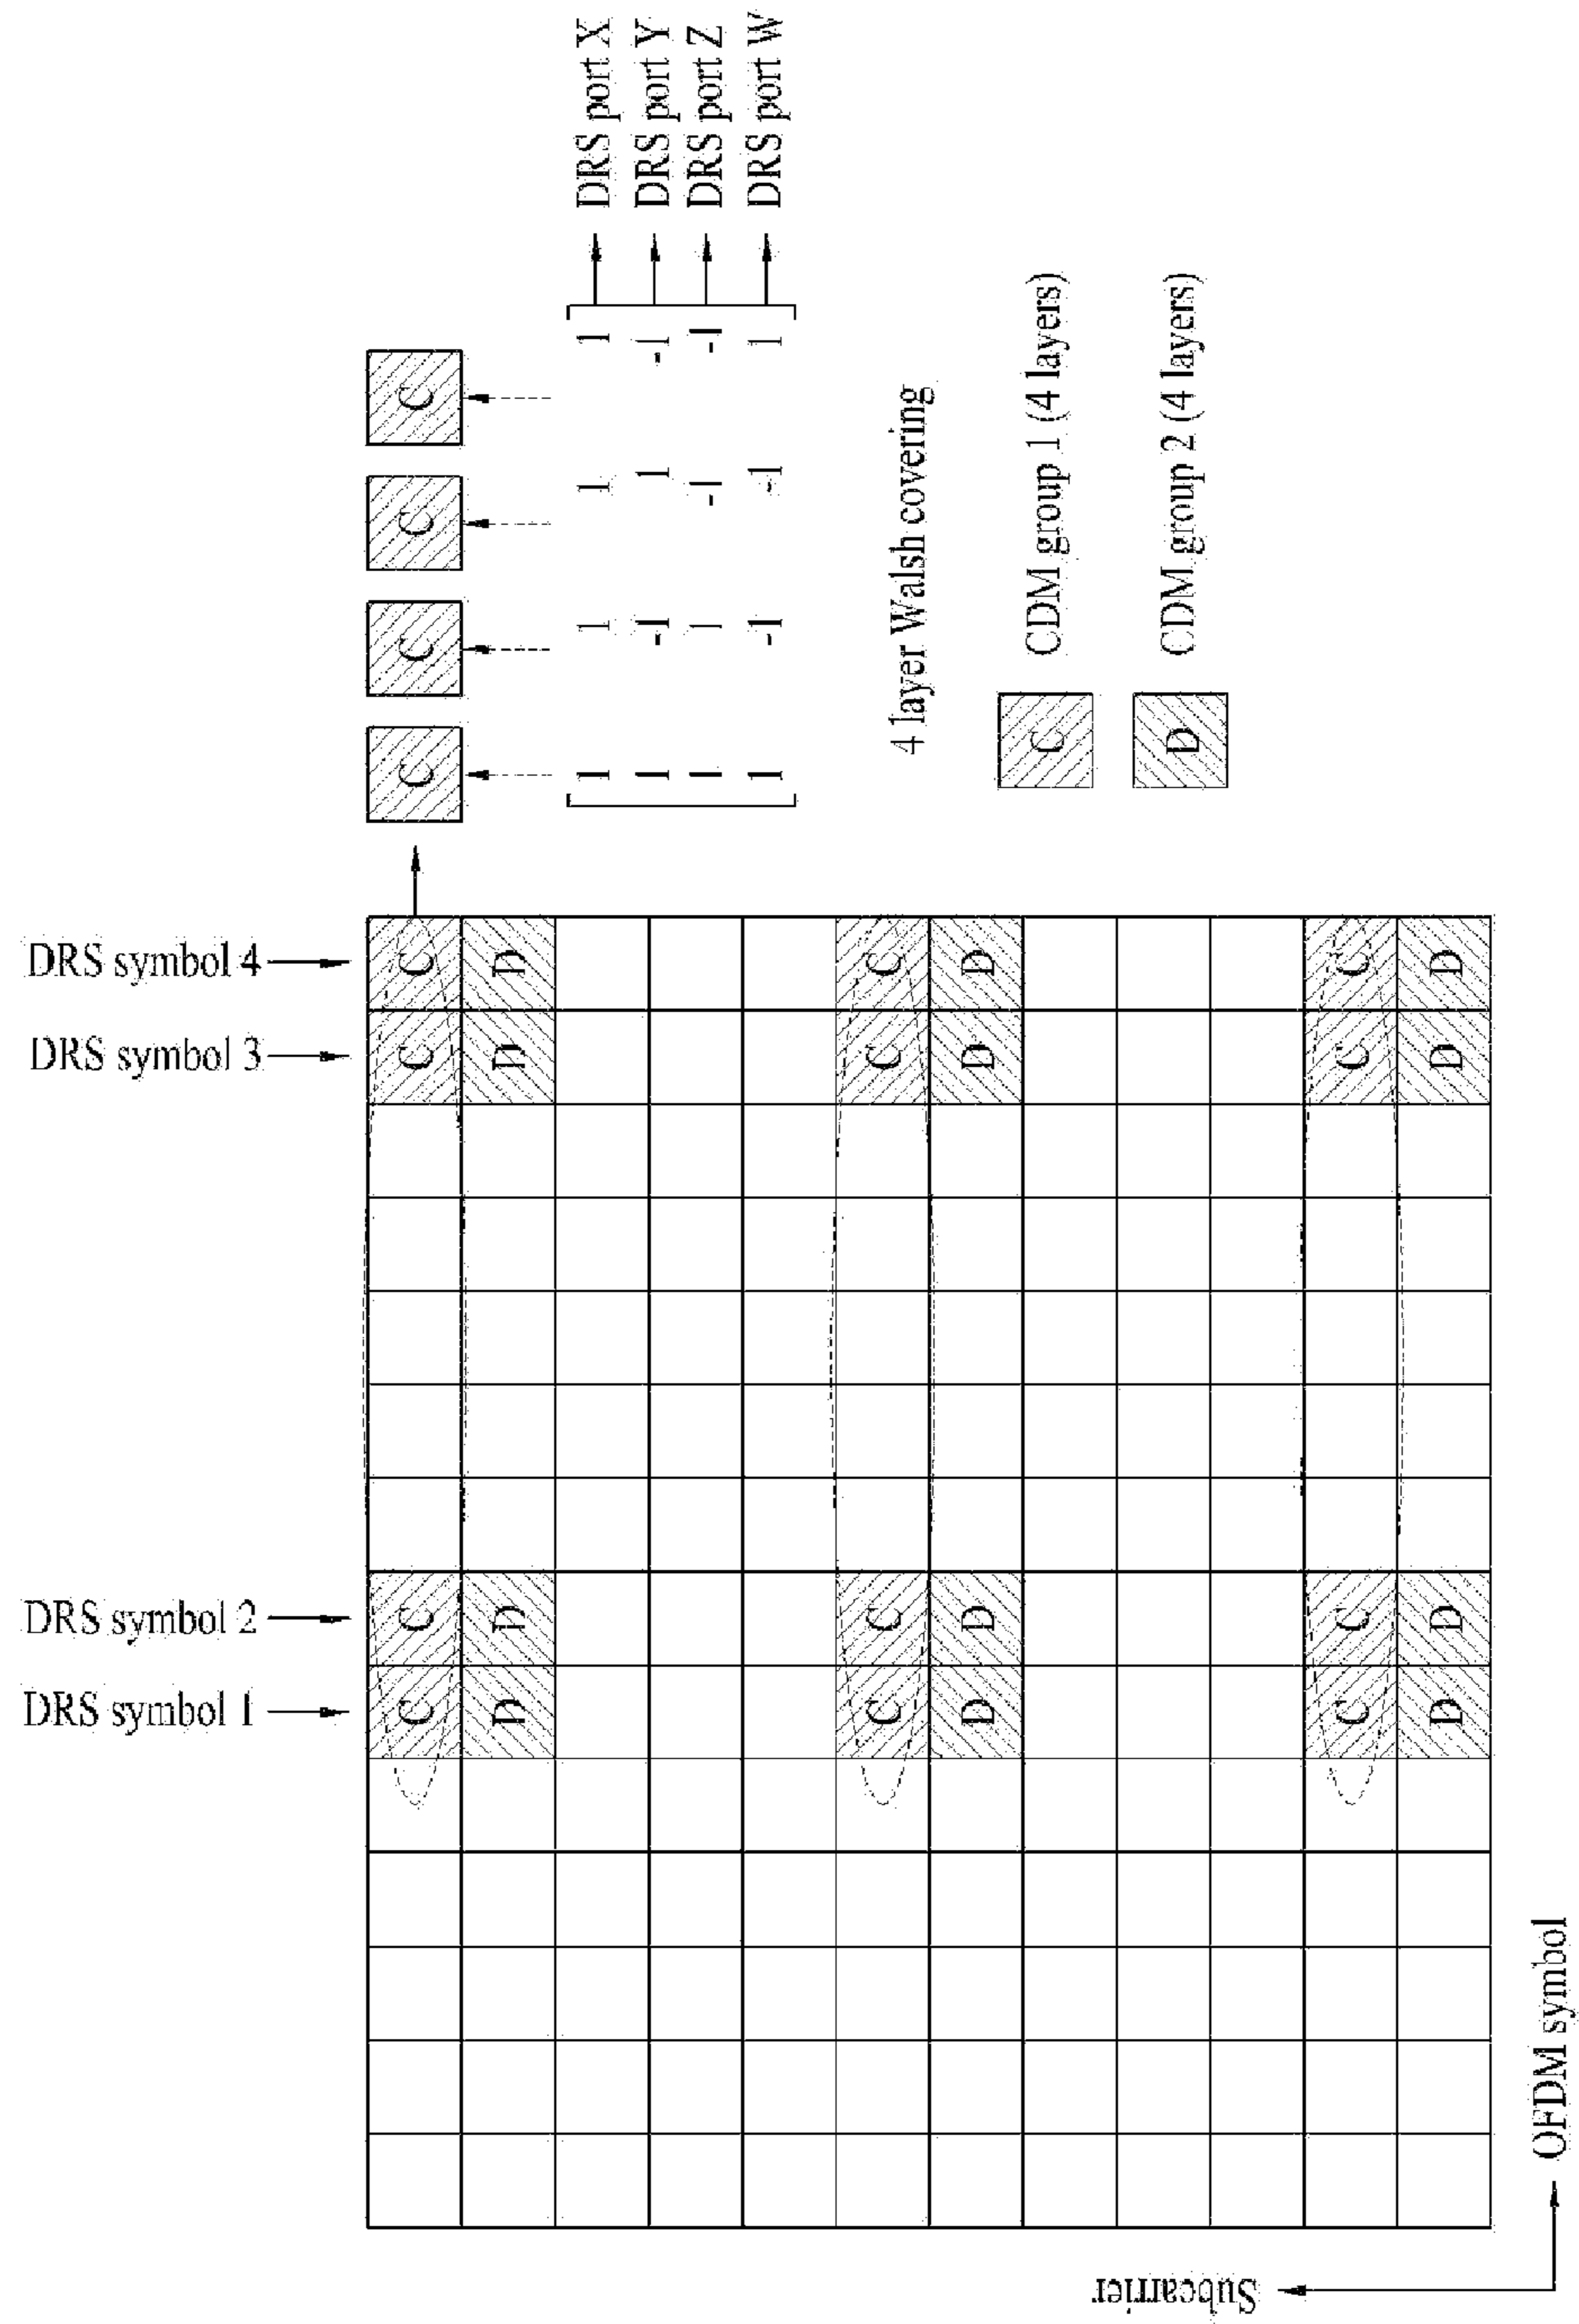 DRS symbol 1
DRS symbol 2
DRS symbol 3
DRS symbol 4
C C C C
D D D D
C C C C
D D D D
C C C C
D D D D
C C C C
1 1 1 1 DRS port X
1 -1 1 -1 DRS port Y
1 1 -1 -1 DRS port Z
1 -1 -1 1 DRS port W
4 layer Walsh covering
C CDM group 1 (4 layers)
D CDM group 2 (4 layers)
Subcarrier
OFDM symbol